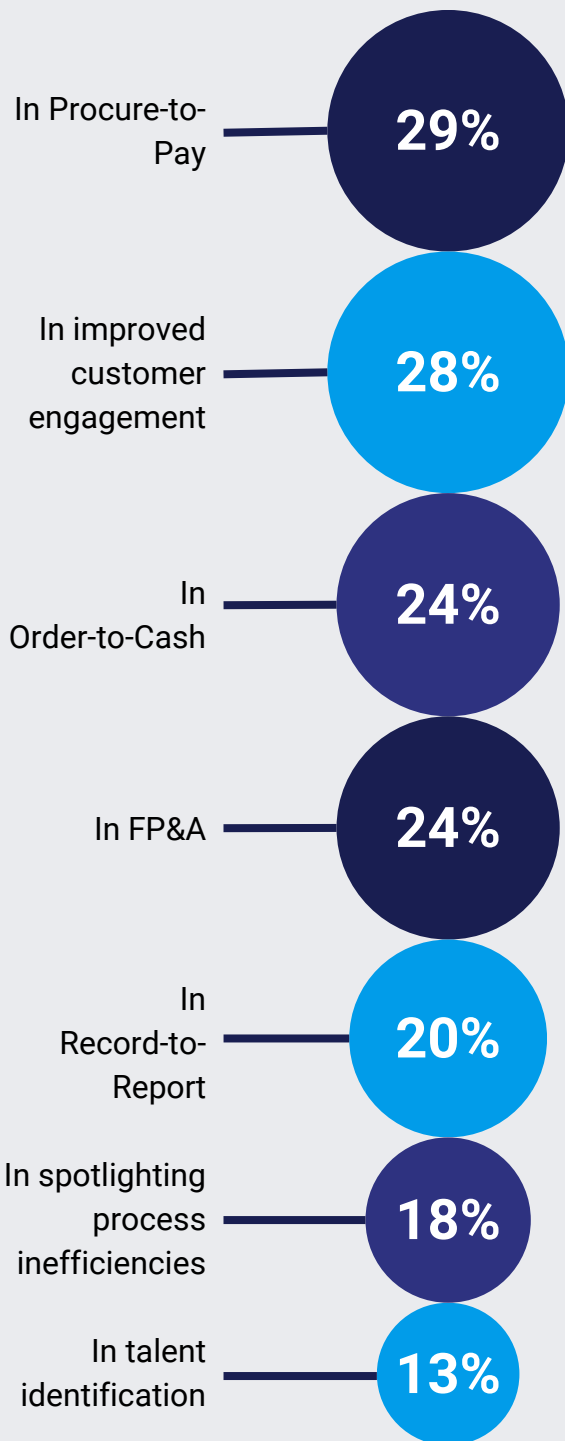 In Procure-to-
Pay
29%
In improved
customer
engagement
28%
In
Order-to-Cash
24%
In FP&A
24%
In
Record-to-
Report
20%
In spotlighting
process
inefficiencies
18%
In talent
identification
13%